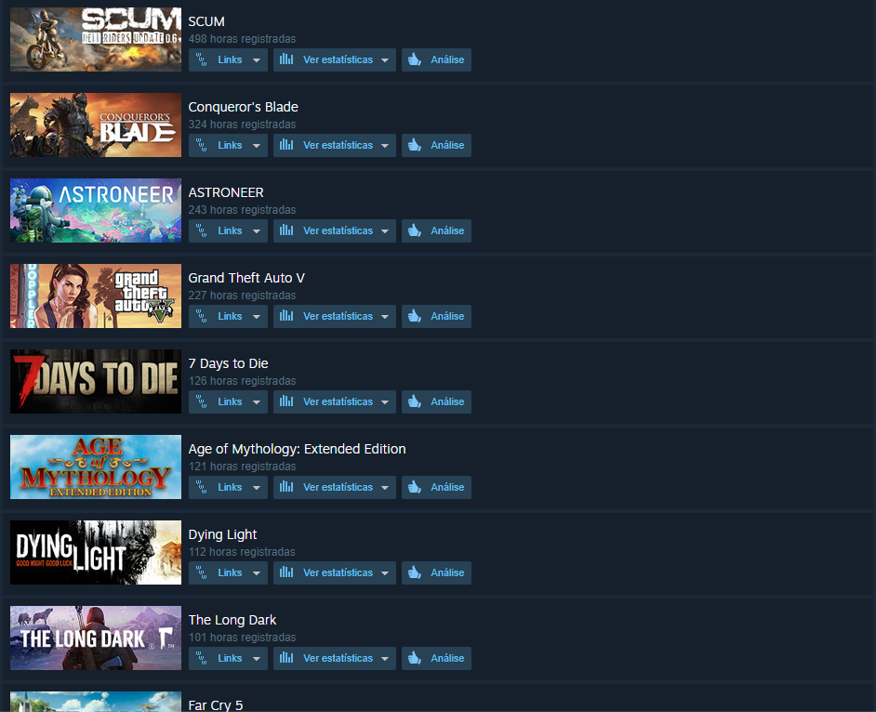 SCUM
HELL RIDERS UPDATE 0.6
SCUM
498 horas registradas
Links
Ver estatísticas
Análise
CONQUEROR'S
BLADE
Conqueror's Blade
324 horas registradas
Links
Ver estatísticas
Análise
ASTRONEER
ASTRONEER
243 horas registradas
Links
Ver estatísticas
Análise
DOPPLER
grand
theft
auto V
Grand Theft Auto V
227 horas registradas
Links
Ver estatísticas
Análise
7 DAYS TO DIE
7 Days to Die
126 horas registradas
Links
Ver estatísticas
Análise
AGE
of
MYTHOLOGY
EXTENDED EDITION
Age of Mythology: Extended Edition
121 horas registradas
Links
Ver estatísticas
Análise
DYING LIGHT
GOOD NIGHT GOOD LUCK
Dying Light
112 horas registradas
Links
Ver estatísticas
Análise
THE LONG DARK
The Long Dark
101 horas registradas
Links
Ver estatísticas
Análise
Far Cry 5